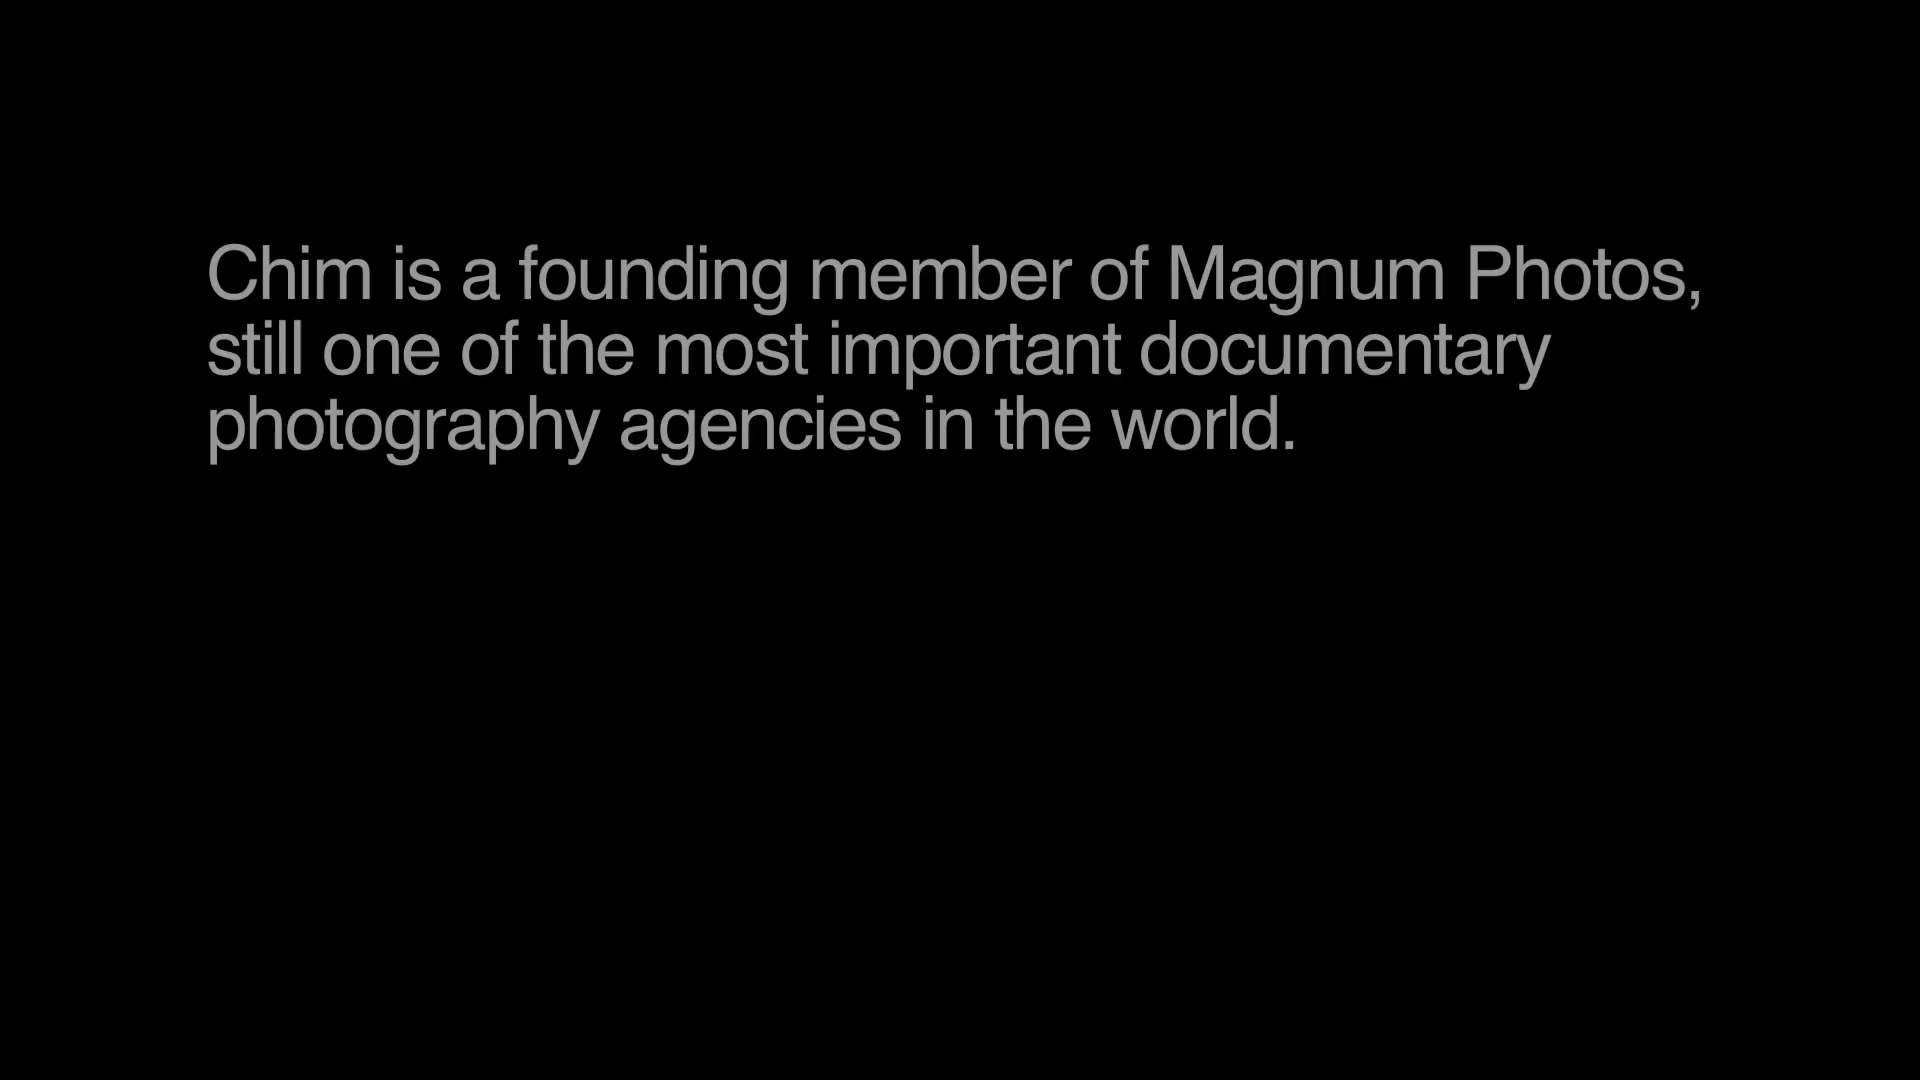 Chim is a founding member of Magnum Photos,
still one of the most important documentary
photography agencies in the world.